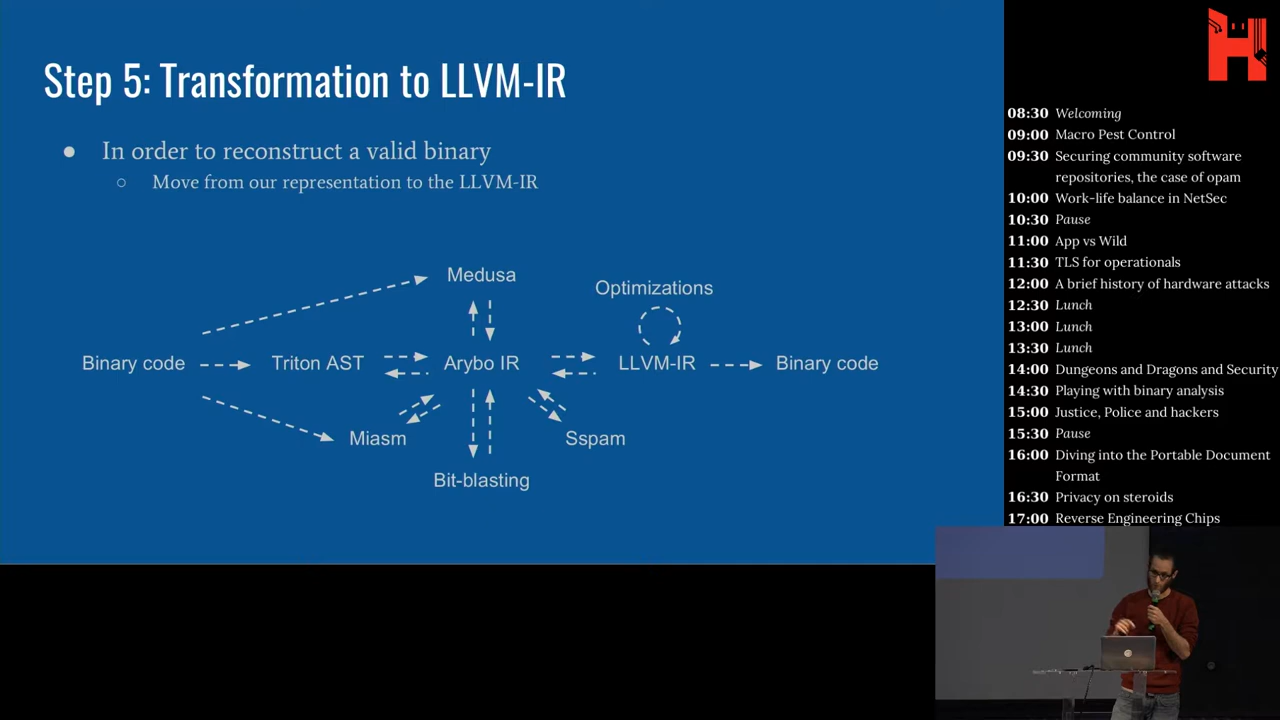 Step 5: Transformation to LLVM-IR
In order to reconstruct a valid binary
Move from our representation to the LLVM-IR
Medusa
Optimizations
Binary code
Triton AST
Arybo IR
LLVM-IR
Binary code
Miasm
Sspam
Bit-blasting
H
08:30 Welcoming
09:00 Macro Pest Control
09:30 Securing community software
repositories, the case of opam
10:00 Work-life balance in NetSec
10:30 Pause
11:00 App vs Wild
11:30 TLS for operationals
12:00 A brief history of hardware attacks
12:30 Lunch
13:00 Lunch
13:30 Lunch
14:00 Dungeons and Dragons and Security
14:30 Playing with binary analysis
15:00 Justice, Police and hackers
15:30 Pause
16:00 Diving into the Portable Document
Format
16:30 Privacy on steroids
17:00 Reverse Engineering Chips